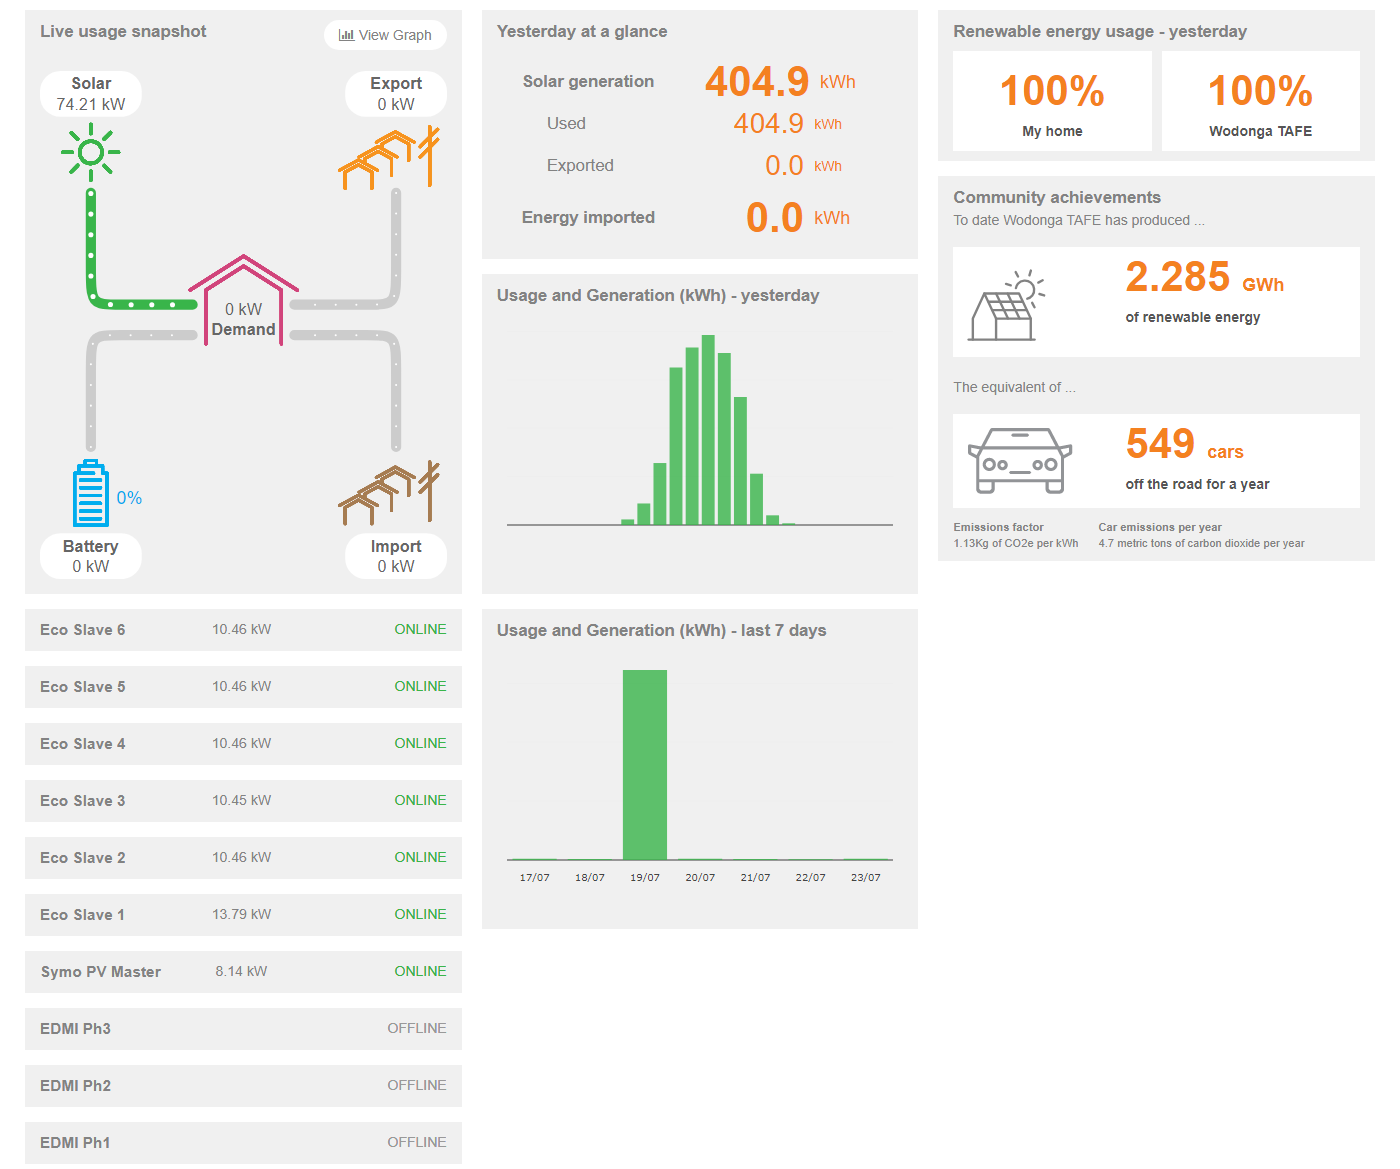 Live usage snapshot
View Graph
Solar
74.21 kW
Export
0 kW
0 kW
Demand
0%
Battery
0 kW
Import
0 kW
Eco Slave 6 10.46 kW ONLINE
Eco Slave 5 10.46 kW ONLINE
Eco Slave 4 10.46 kW ONLINE
Eco Slave 3 10.45 kW ONLINE
Eco Slave 2 10.46 kW ONLINE
Eco Slave 1 13.79 kW ONLINE
Symo PV Master 8.14 kW ONLINE
EDMI Ph3 OFFLINE
EDMI Ph2 OFFLINE
EDMI Ph1 OFFLINE
Yesterday at a glance
Solar generation 404.9 kWh
Used 404.9 kWh
Exported 0.0 kWh
Energy imported 0.0 kWh
Usage and Generation (kWh) - yesterday
Usage and Generation (kWh) - last 7 days
17/07 18/07 19/07 20/07 21/07 22/07 23/07
Renewable energy usage - yesterday
100%
My home
100%
Wodonga TAFE
Community achievements
To date Wodonga TAFE has produced ...
2.285 GWh
of renewable energy
The equivalent of ...
549 cars
off the road for a year
Emissions factor
1.13Kg of CO2e per kWh
Car emissions per year
4.7 metric tons of carbon dioxide per year